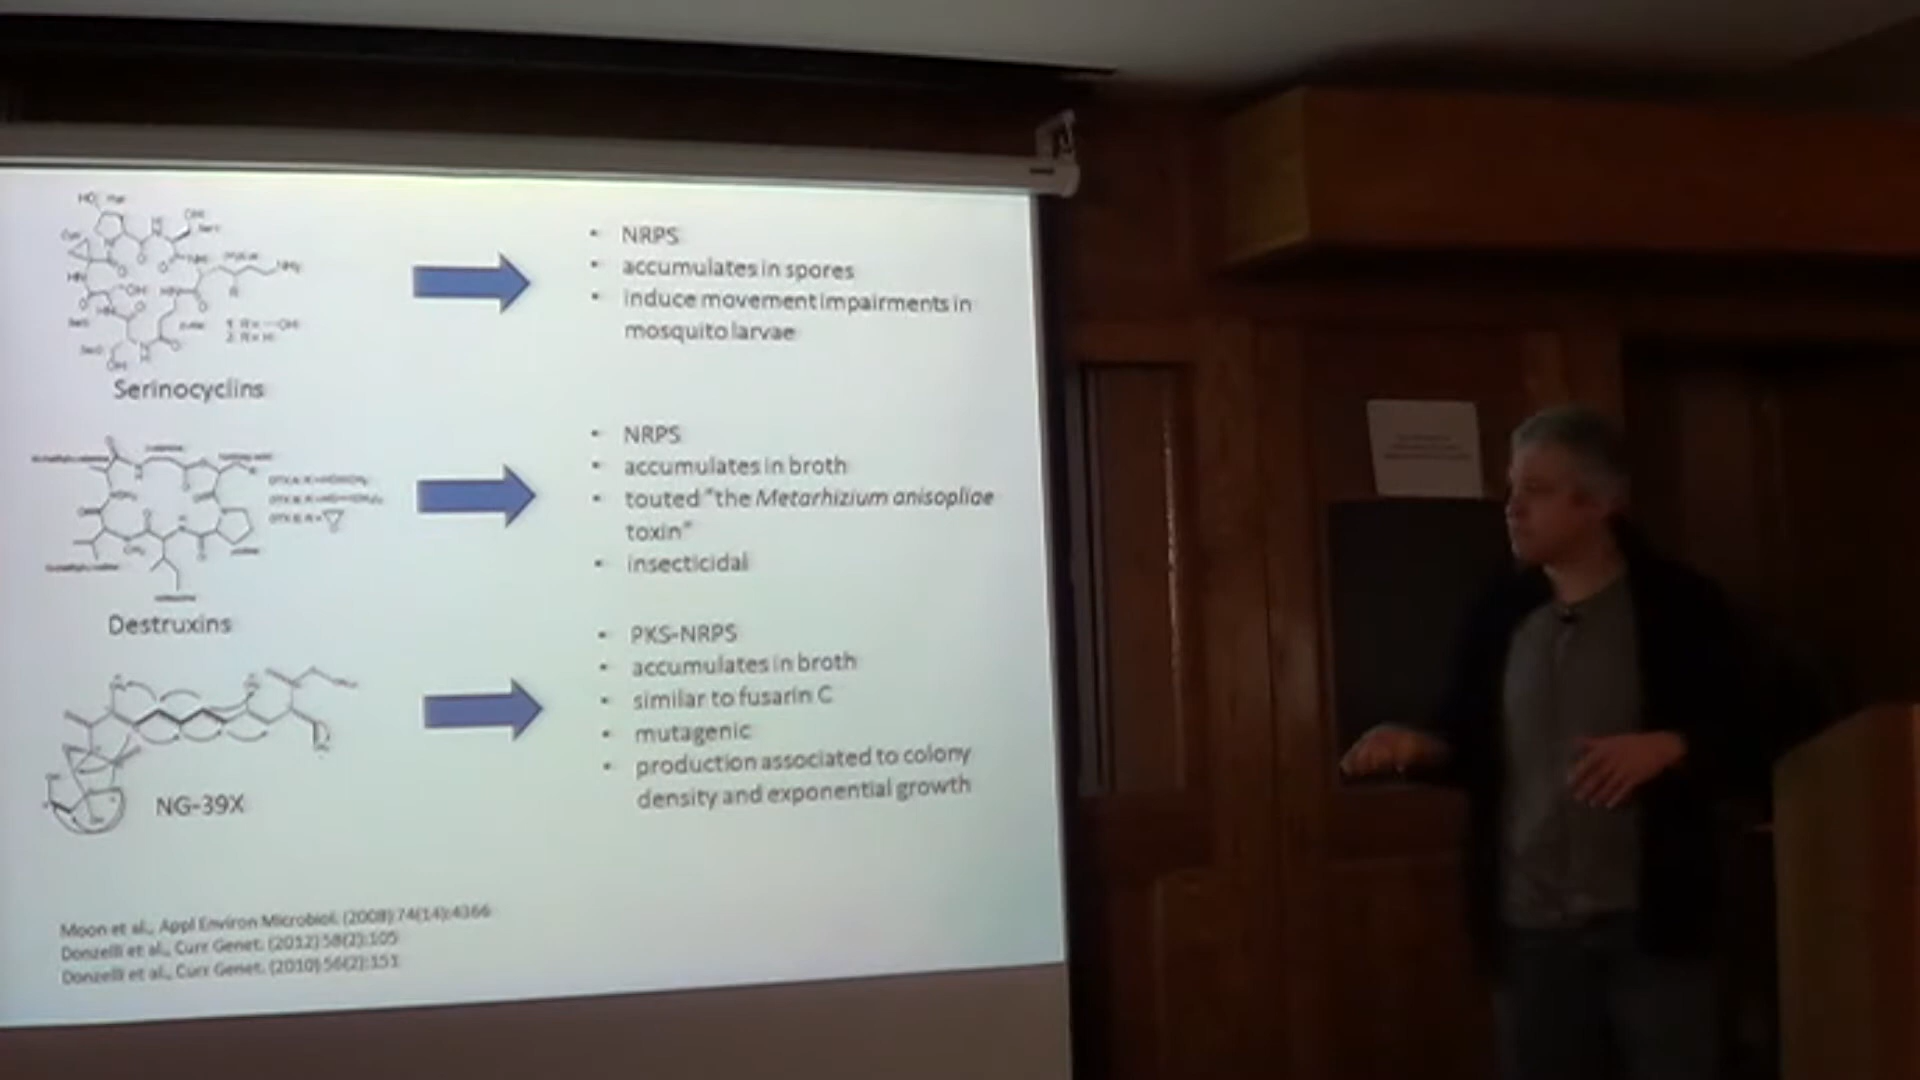 • NRPS
• accumulates in spores
• induce movement impairments in
mosquito larvae
Serinocyclins
• NRPS
• accumulates in broth
• touted "the Metarhizium anisopliae
toxin"
• insecticidal
Destruxins
• PKS-NRPS
• accumulates in broth
• similar to fusarin C
• mutagenic
• production associated to colony
density and exponential growth
NG-39X
Moon et al., Appl Environ Microbiol. (2008) 74(14):4366
Donzelli et al., Curr Genet. (2012) 58(2):105
Donzelli et al., Curr Genet. (2010) 56(2):151